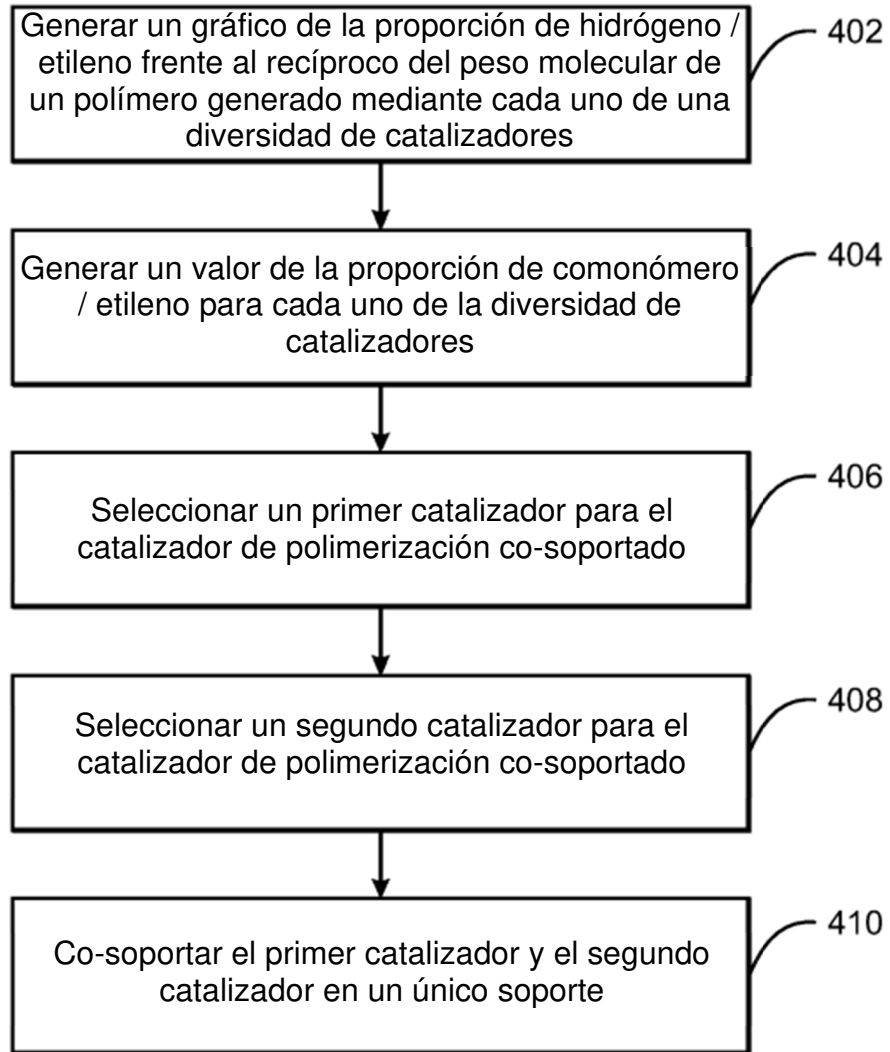 Generar un gráfico de la proporción de hidrógeno /
etileno frente al recíproco del peso molecular de
un polímero generado mediante cada uno de una
diversidad de catalizadores
402
Generar un valor de la proporción de comonómero
/ etileno para cada uno de la diversidad de
catalizadores
404
Seleccionar un primer catalizador para el
catalizador de polimerización co-soportado
406
Seleccionar un segundo catalizador para el
catalizador de polimerización co-soportado
408
Co-soportar el primer catalizador y el segundo
catalizador en un único soporte
410